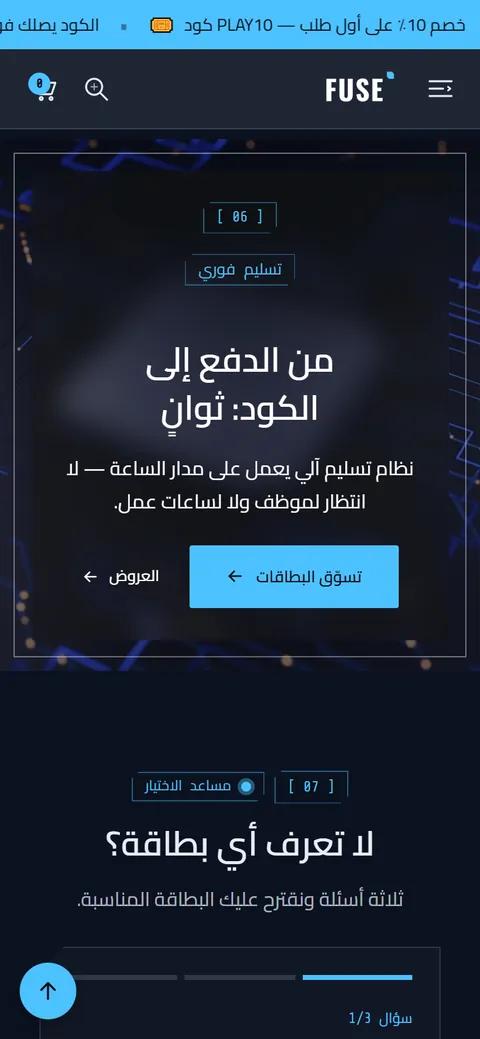 خصم 10٪ على أول طلب — PLAY10 كود
الكود يصلك
FUSE
0
[ 06 ]
تسليم فوري
من الدفع إلى
الكود: ثوانٍ
نظام تسليم آلي يعمل على مدار الساعة — لا
انتظار لموظف ولا لساعات عمل.
تسوّق البطاقات ←
العروض ←
[ 07 ]
مساعد الاختيار
لا تعرف أي بطاقة؟
ثلاثة أسئلة ونقترح عليك البطاقة المناسبة.
سؤال 1/3